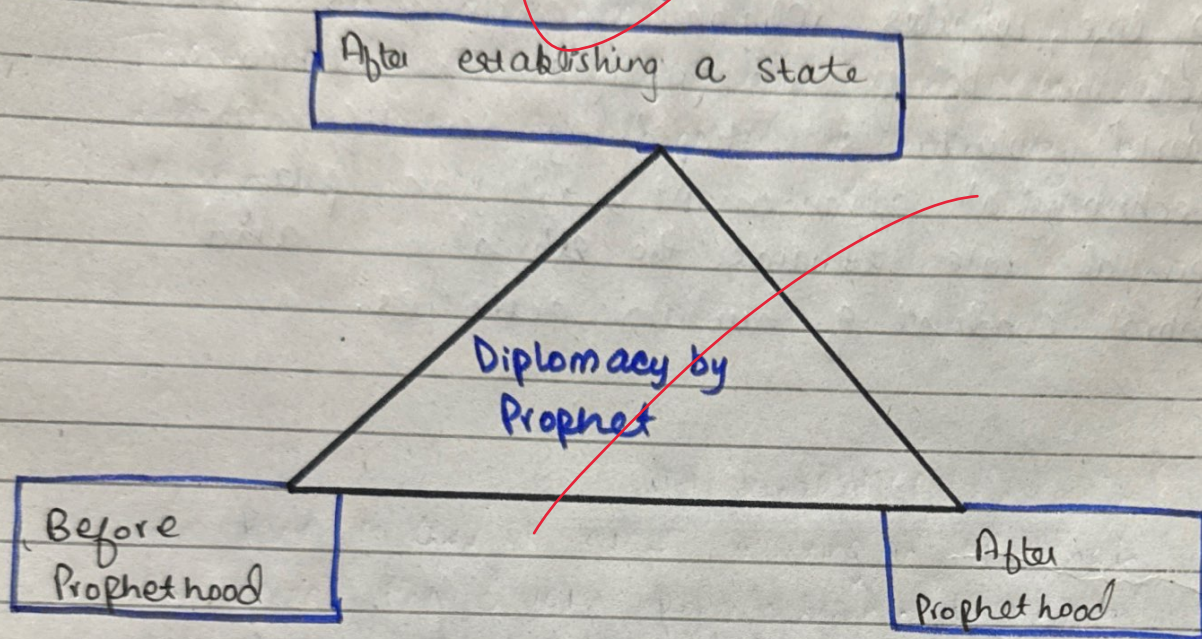 After establishing a state
Diplomacy by
Prophet
Before
Prophethood
After
Prophethood